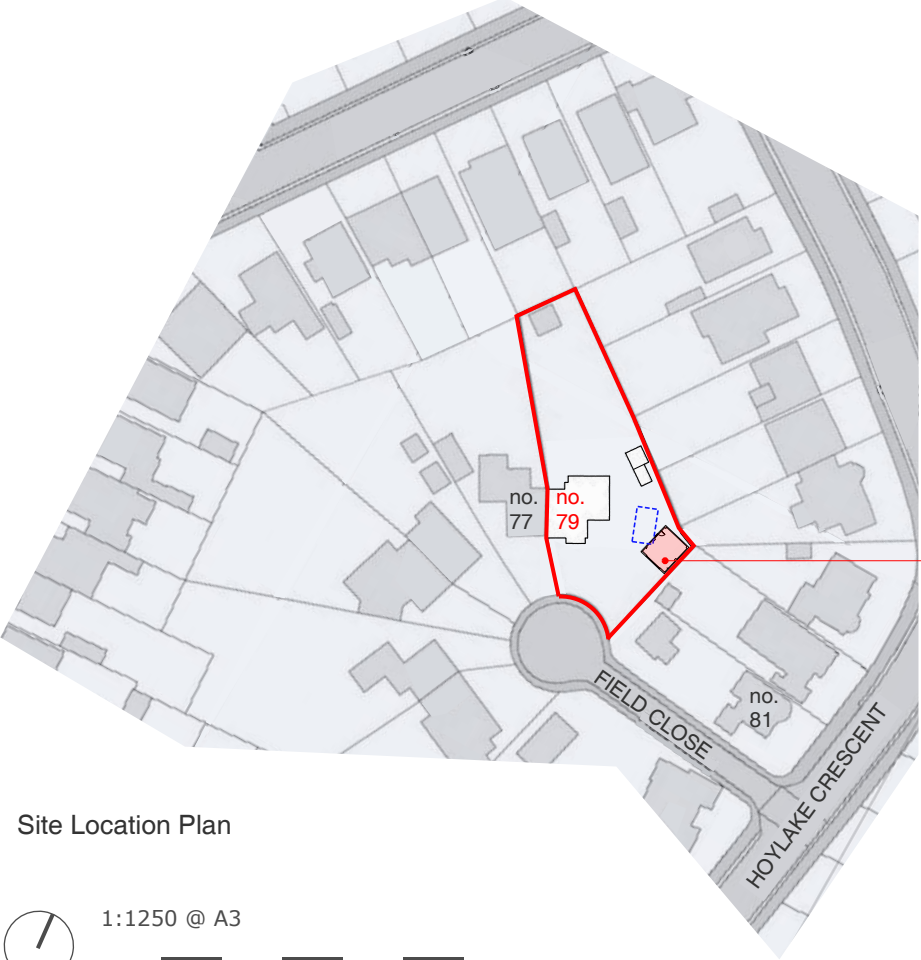 no.
77
no.
79
FIELD CLOSE
no.
81
HOYLAKE CRESCENT
Site Location Plan
1:1250 @ A3